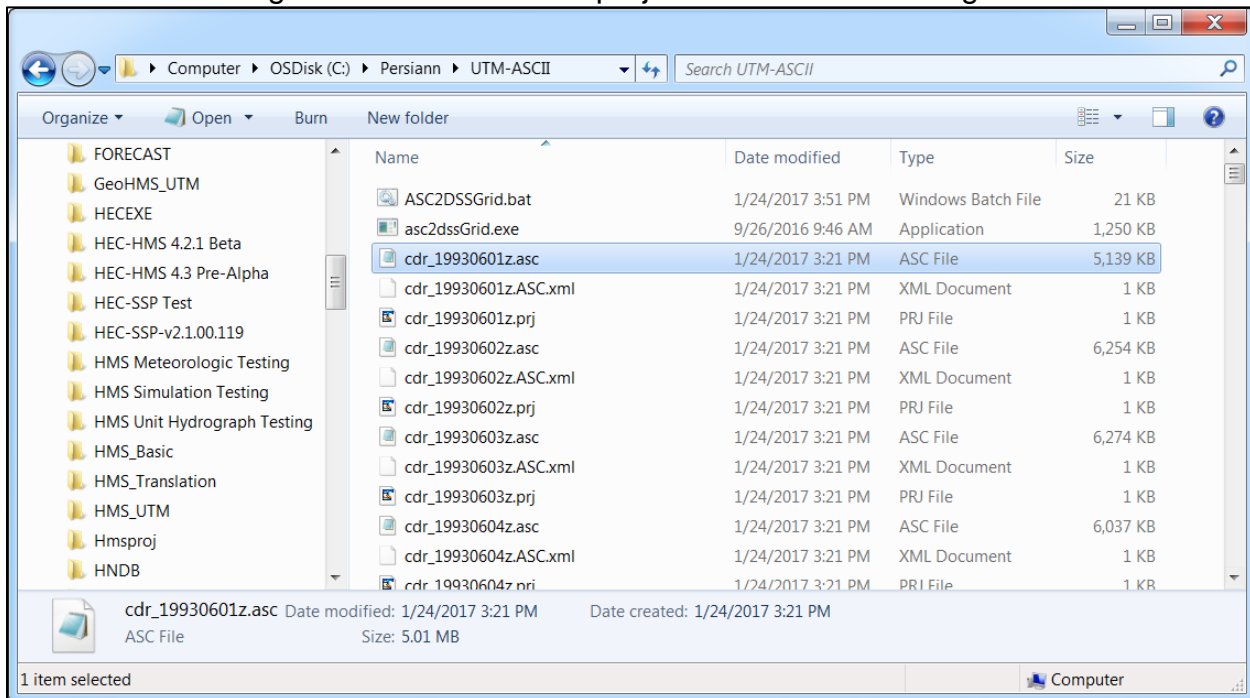 Computer ▸ OSDisk (C:) ▸ Persiann ▸ UTM-ASCII
Search UTM-ASCII
Organize Open Burn New folder
FORECAST
GeoHMS_UTM
HECEXE
HEC-HMS 4.2.1 Beta
HEC-HMS 4.3 Pre-Alpha
HEC-SSP Test
HEC-SSP-v2.1.00.119
HMS Meteorologic Testing
HMS Simulation Testing
HMS Unit Hydrograph Testing
HMS_Basic
HMS_Translation
HMS_UTM
Hmsproj
HNDB
Name Date modified Type Size
ASC2DSSGrid.bat 1/24/2017 3:51 PM Windows Batch File 21 KB
asc2dssGrid.exe 9/26/2016 9:46 AM Application 1,250 KB
cdr_19930601z.asc 1/24/2017 3:21 PM ASC File 5,139 KB
cdr_19930601z.ASC.xml 1/24/2017 3:21 PM XML Document 1 KB
cdr_19930601z.prj 1/24/2017 3:21 PM PRJ File 1 KB
cdr_19930602z.asc 1/24/2017 3:21 PM ASC File 6,254 KB
cdr_19930602z.ASC.xml 1/24/2017 3:21 PM XML Document 1 KB
cdr_19930602z.prj 1/24/2017 3:21 PM PRJ File 1 KB
cdr_19930603z.asc 1/24/2017 3:21 PM ASC File 6,274 KB
cdr_19930603z.ASC.xml 1/24/2017 3:21 PM XML Document 1 KB
cdr_19930603z.prj 1/24/2017 3:21 PM PRJ File 1 KB
cdr_19930604z.asc 1/24/2017 3:21 PM ASC File 6,037 KB
cdr_19930604z.ASC.xml 1/24/2017 3:21 PM XML Document 1 KB
cdr_19930604z.prj 1/24/2017 3:21 PM PRJ File 1 KB
cdr_19930601z.asc Date modified: 1/24/2017 3:21 PM Date created: 1/24/2017 3:21 PM
ASC File Size: 5.01 MB
1 item selected Computer